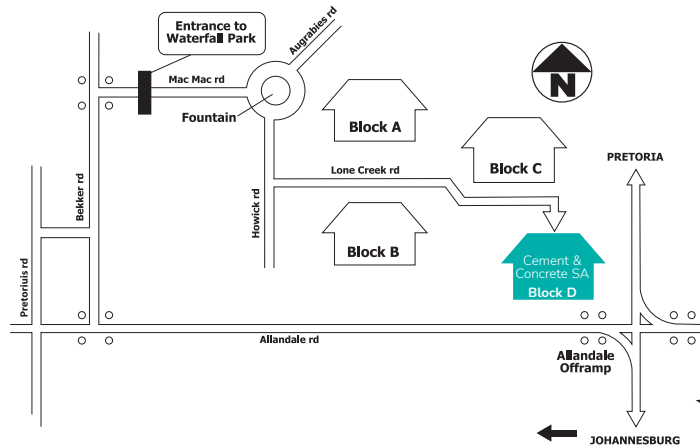 Entrance to
Waterfall Park
Augrabies rd
Mac Mac rd
Fountain
N
Block A
Block C
PRETORIA
Lone Creek rd
Bekker rd
Howick rd
Block B
Pretoriuis rd
Cement &
Concrete SA
Block D
Allandale rd
Allandale
Offramp
JOHANNESBURG